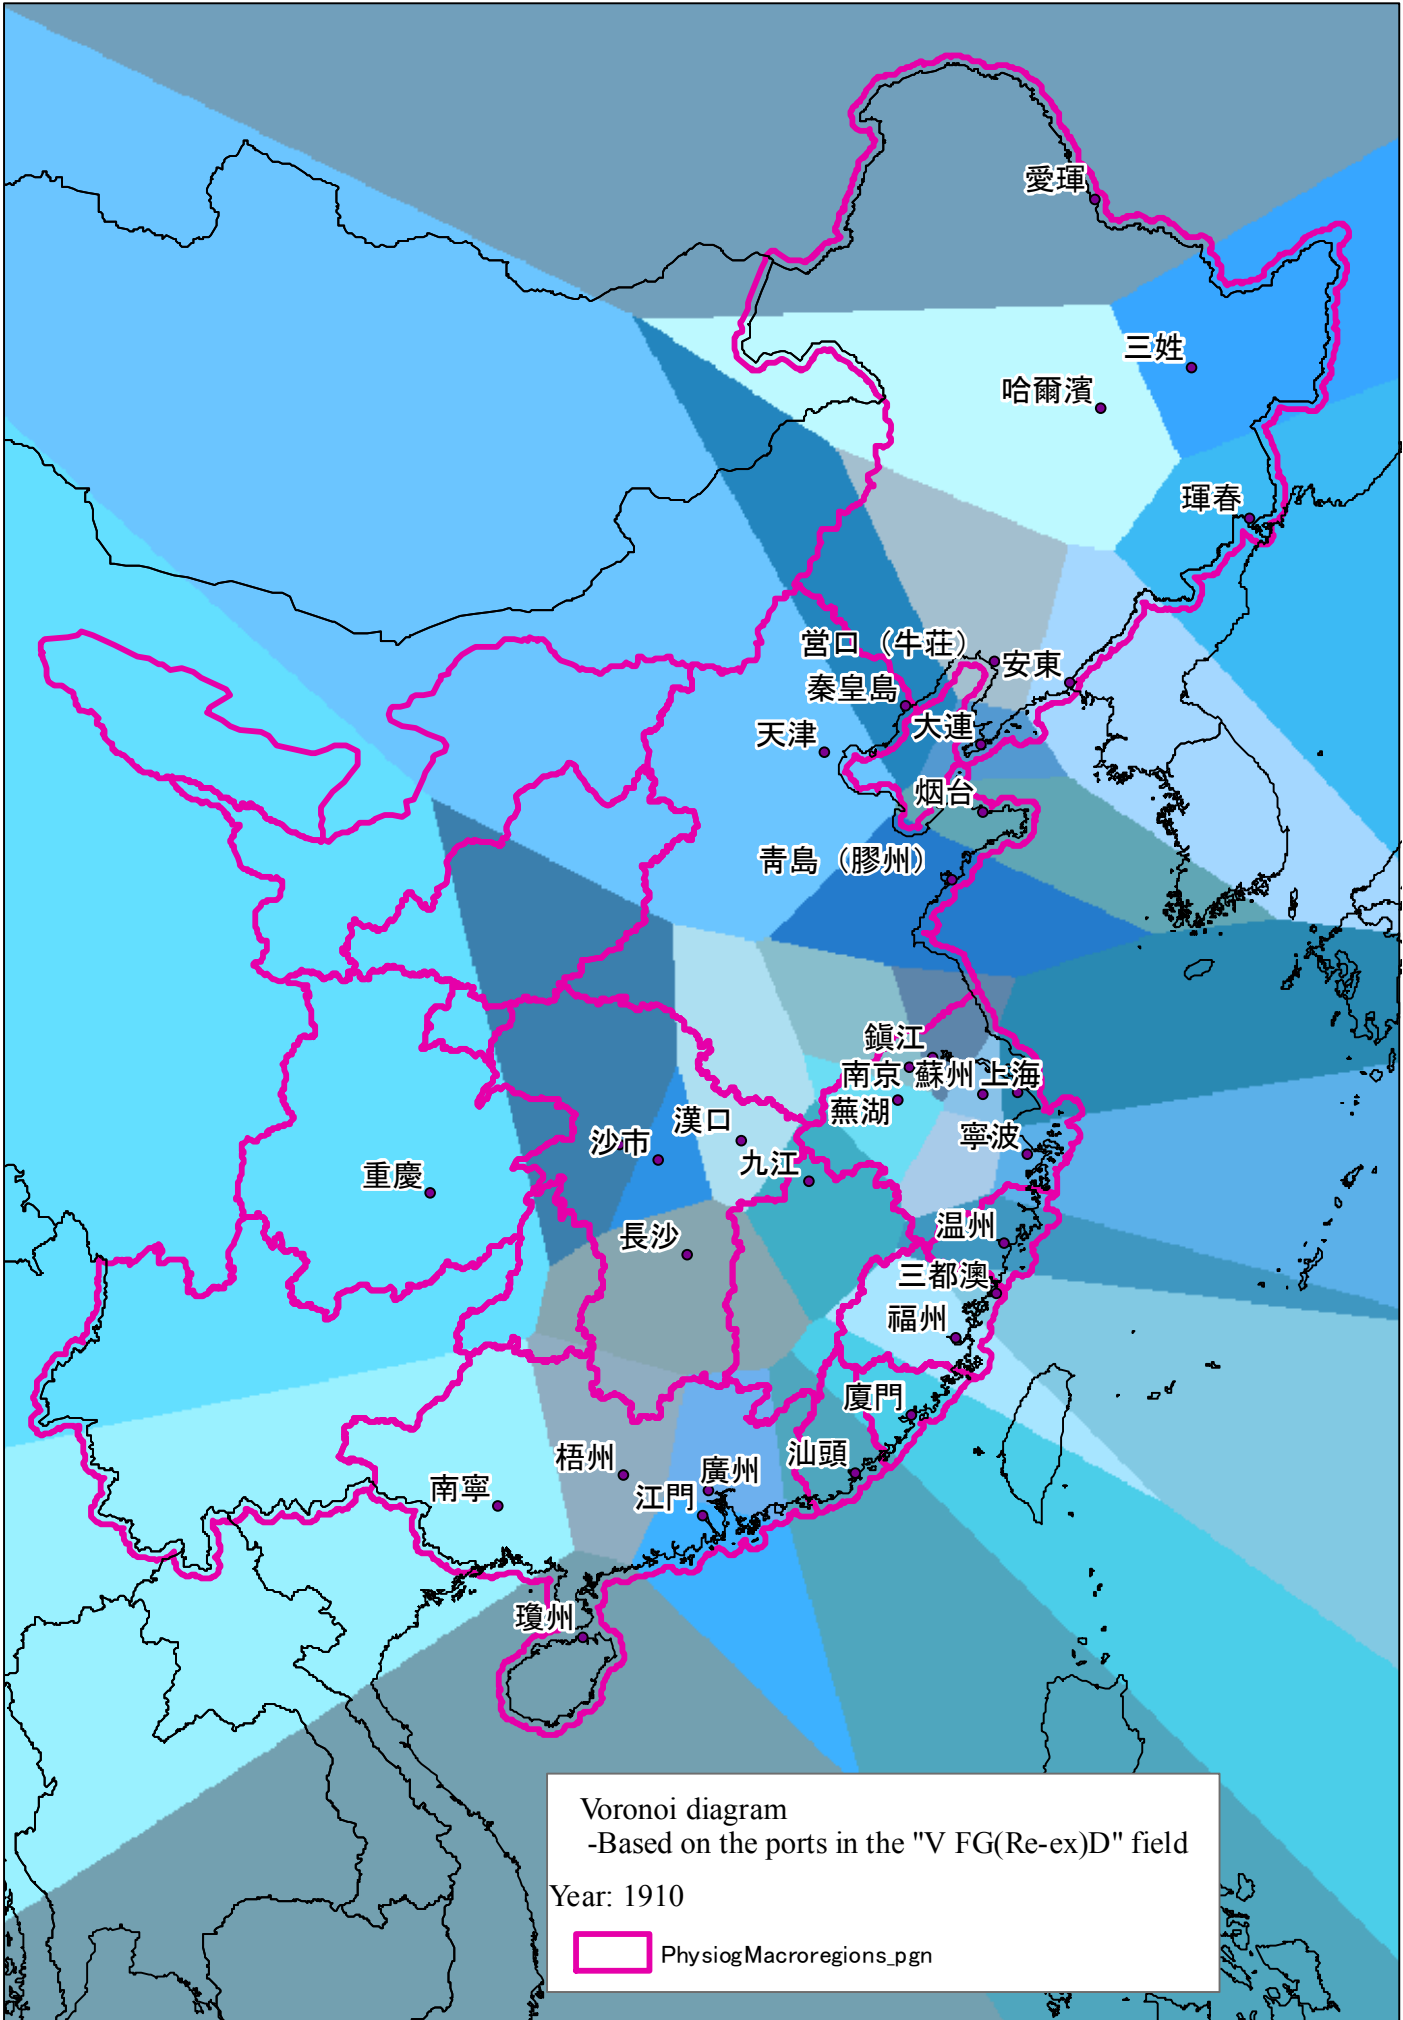 愛琿
三姓
哈爾濱
琿春
営口（牛荘）
安東
秦皇島
大連
天津
烟台
靑島（膠州）
鎭江
南京
蘇州
上海
蕪湖
漢口
寧波
沙市
九江
重慶
温州
長沙
三都澳
福州
廈門
梧州
汕頭
廣州
南寧
江門
瓊州
Voronoi diagram
-Based on the ports in the "V FG(Re-ex)D" field
Year: 1910
PhysiogMacroregions_pgn